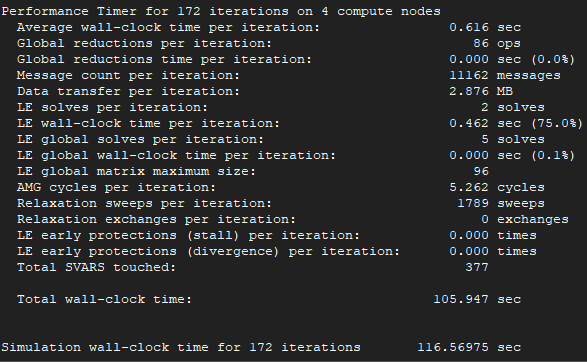 Performance Timer for 172 iterations on 4 compute nodes
Average wall-clock time per iteration: 0.616 sec
Global reductions per iteration: 86 ops
Global reductions time per iteration: 0.000 sec (0.0%)
Message count per iteration: 11162 messages
Data transfer per iteration: 2.876 MB
LE solves per iteration: 2 solves
LE wall-clock time per iteration: 0.462 sec (75.0%)
LE global solves per iteration: 5 solves
LE global wall-clock time per iteration: 0.000 sec (0.1%)
LE global matrix maximum size: 96
AMG cycles per iteration: 5.262 cycles
Relaxation sweeps per iteration: 1789 sweeps
Relaxation exchanges per iteration: 0 exchanges
LE early protections (stall) per iteration: 0.000 times
LE early protections (divergence) per iteration: 0.000 times
Total SVARS touched: 377
Total wall-clock time: 105.947 sec
Simulation wall-clock time for 172 iterations 116.56975 sec